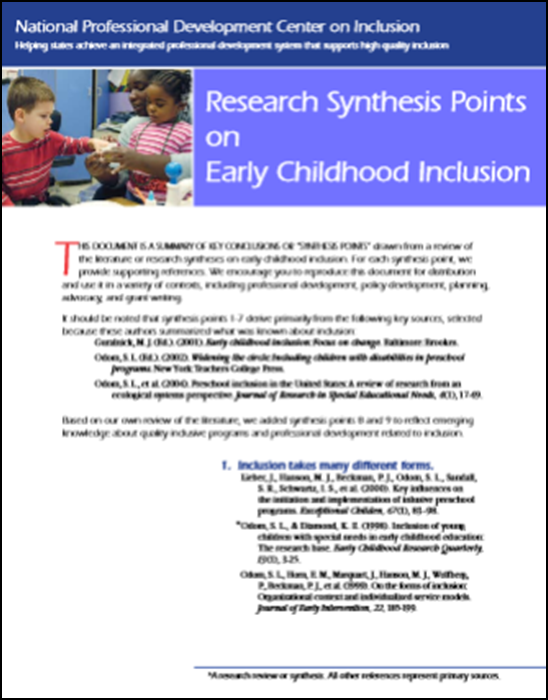 National Professional Development Center on Inclusion
Helping states achieve an integrated professional development system that supports high quality inclusion
Research Synthesis Points
on
Early Childhood Inclusion
THIS DOCUMENT IS A SUMMARY OF KEY CONCLUSIONS OR "SYNTHESIS POINTS" drawn from a review of
the literature or research syntheses on early childhood inclusion. For each synthesis point, we
provide supporting references. We encourage you to reproduce this document for distribution
and use it in a variety of contexts, including professional development, policy development, planning,
advocacy, and grant writing.
It should be noted that synthesis points 1-7 derive primarily from the following key sources, selected
because these authors summarized what was known about inclusion:
Guralnick, M. J. (Ed.). (2001). Early childhood inclusion: Focus on change. Baltimore: Brookes.
Odom, S. L. (Ed.). (2002). Widening the circle: Including children with disabilities in preschool
programs. New York: Teachers College Press.
Odom, S. L., et al. (2004). Preschool inclusion in the United States: A review of research from an
ecological systems perspective. Journal of Research in Special Educational Needs, 4(1), 17-49.
Based on our own review of the literature, we added synthesis points 8 and 9 to reflect emerging
knowledge about quality inclusive programs and professional development related to inclusion.
1. Inclusion takes many different forms.
Lieber, J., Hanson, M. J., Beckman, P. J., Odom, S. L., Sandall,
S. R., Schwartz, I. S., et al. (2000). Key influences on
the initiation and implementation of inclusive preschool
programs. Exceptional Children, 67(1), 83-98.
*Odom, S. L., & Diamond, K. E. (1998). Inclusion of young
children with special needs in early childhood education:
The research base. Early Childhood Research Quarterly,
13(1), 3-25.
Odom, S. L., Horn, E. M., Marquart, J., Hanson, M. J., Wolfberg,
P., Beckman, P. J., et al. (1999). On the forms of inclusion:
Organizational context and individualized service models.
Journal of Early Intervention, 22, 185-199.
*A research review or synthesis. All other references represent primary sources.